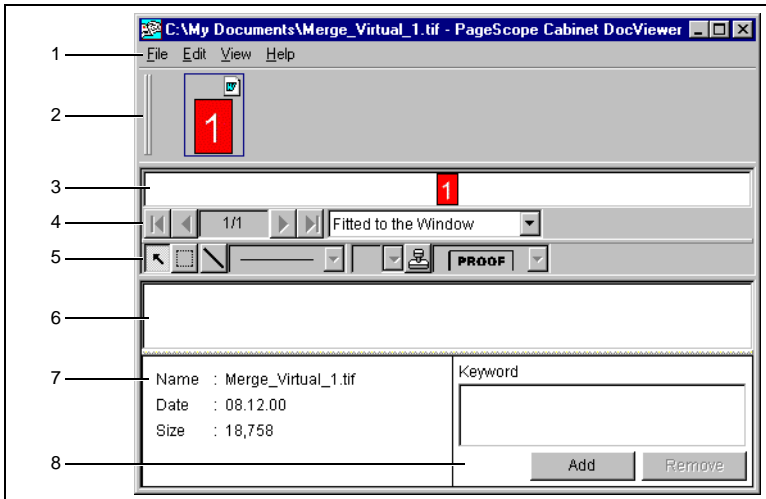 C:\My Documents\Merge_Virtual_1.tif - PageScope Cabinet DocViewer
1
File Edit View Help
2
1
3
1
4
1/1 Fitted to the Window
5
PROOF
6
7
Name : Merge_Virtual_1.tif
Date : 08.12.00
Size : 18,758
Keyword
8
Add Remove